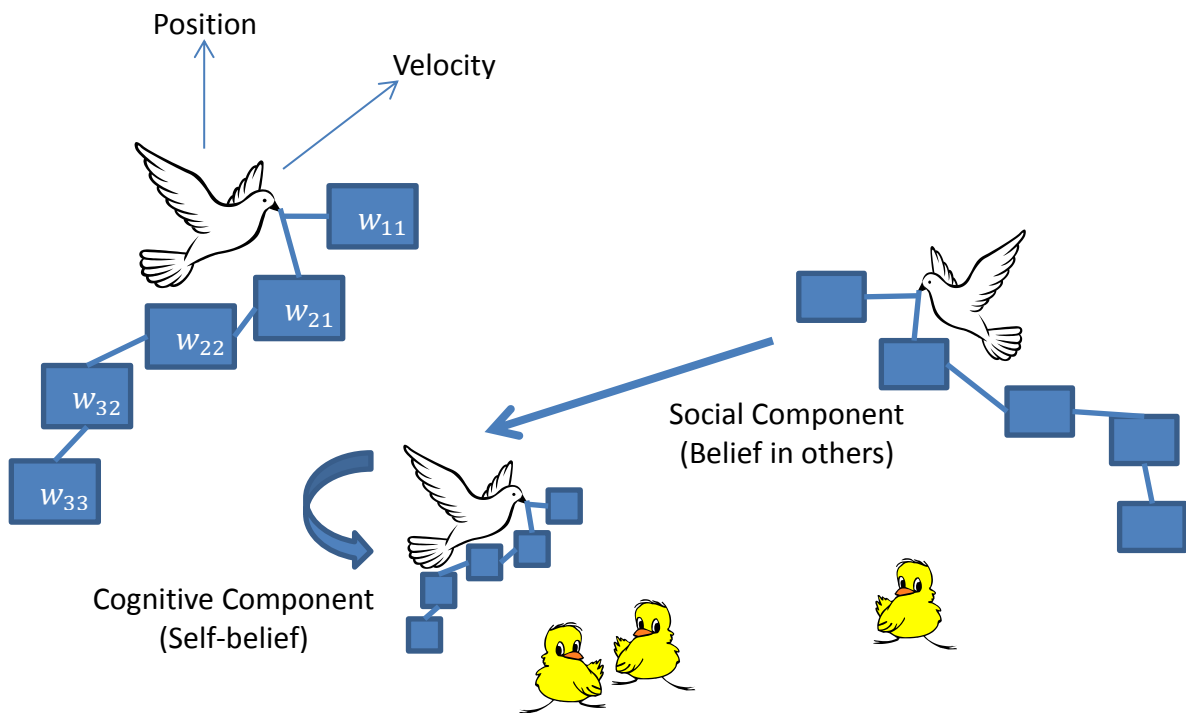 Position
Velocity
w₁₁
w₂₁
w₂₂
w₃₂
w₃₃
Social Component
(Belief in others)
Cognitive Component
(Self-belief)